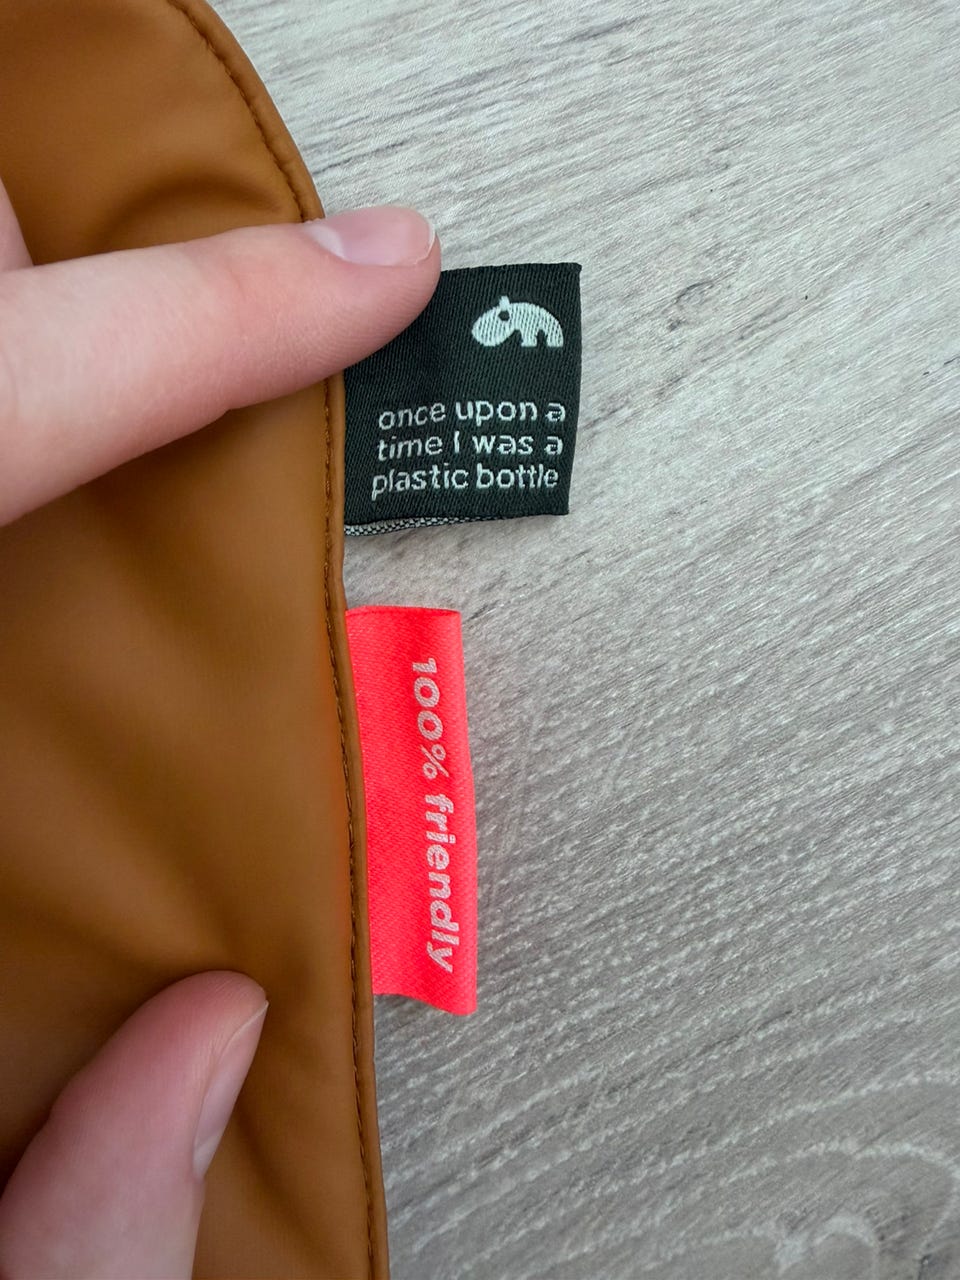 once upon a
time I was a
plastic bottle
100% friendly